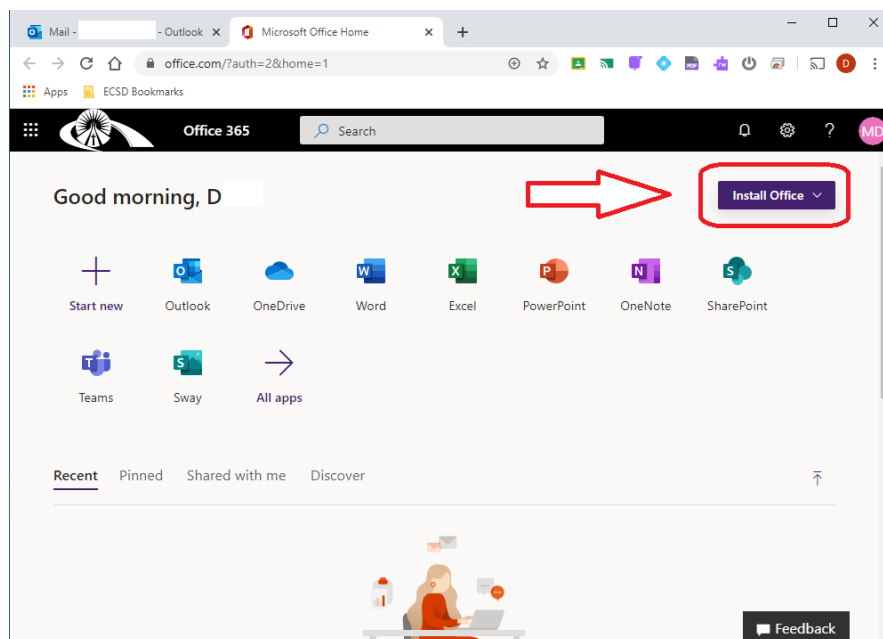 Mail - - Outlook
Microsoft Office Home
office.com/?auth=2&home=1
PDF
rw
D
Apps
ECSD Bookmarks
Office 365
Search
?
MD
Good morning, D
Install Office
O
W
X
P
N
S
Start new
Outlook
OneDrive
Word
Excel
PowerPoint
OneNote
SharePoint
T
S
Teams
Sway
All apps
Recent
Pinned
Shared with me
Discover
Feedback